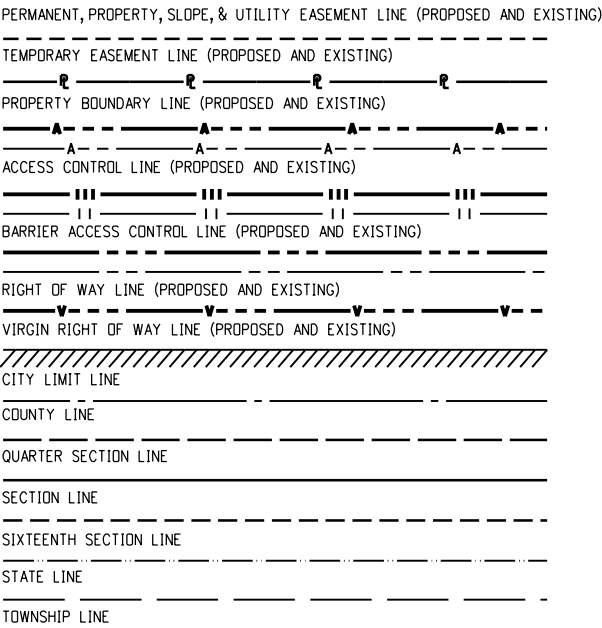 PERMANENT, PROPERTY, SLOPE, & UTILITY EASEMENT LINE (PROPOSED AND EXISTING)
TEMPORARY EASEMENT LINE (PROPOSED AND EXISTING)
℄ ℄ ℄ ℄
PROPERTY BOUNDARY LINE (PROPOSED AND EXISTING)
A A A A
A A A A
ACCESS CONTROL LINE (PROPOSED AND EXISTING)
BARRIER ACCESS CONTROL LINE (PROPOSED AND EXISTING)
RIGHT OF WAY LINE (PROPOSED AND EXISTING)
V V V V
VIRGIN RIGHT OF WAY LINE (PROPOSED AND EXISTING)
CITY LIMIT LINE
COUNTY LINE
QUARTER SECTION LINE
SECTION LINE
SIXTEENTH SECTION LINE
STATE LINE
TOWNSHIP LINE